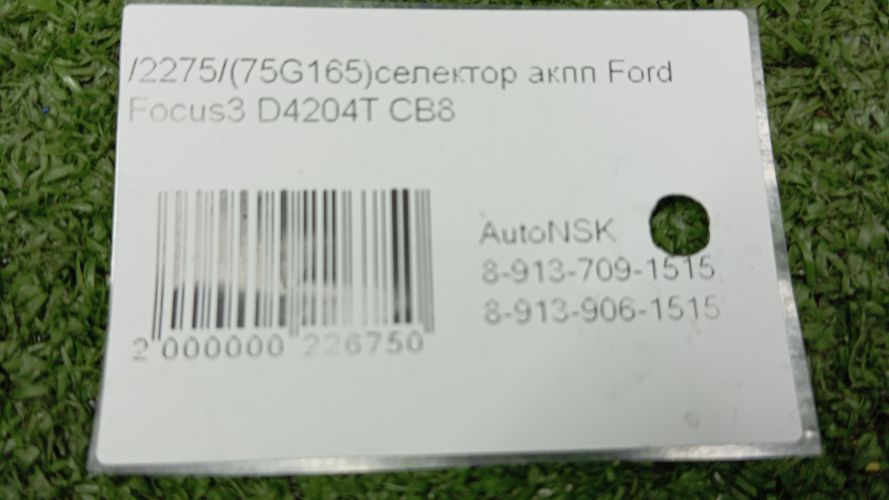 /2275/(75G165)селектор акпп Ford
Focus3 D4204T CB8
AutoNSK
8-913-709-1515
8-913-906-1515
2 000000 226750